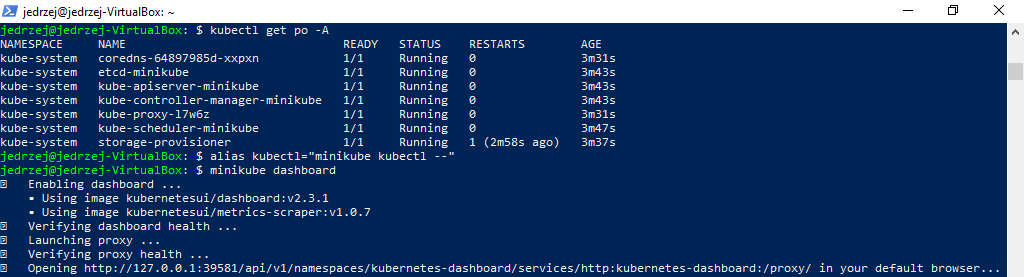 jedrzej@jedrzej-VirtualBox: ~
jedrzej@jedrzej-VirtualBox:~$ kubectl get po -A
NAMESPACE NAME READY STATUS RESTARTS AGE
kube-system coredns-64897985d-xxpxn 1/1 Running 0 3m31s
kube-system etcd-minikube 1/1 Running 0 3m43s
kube-system kube-apiserver-minikube 1/1 Running 0 3m43s
kube-system kube-controller-manager-minikube 1/1 Running 0 3m43s
kube-system kube-proxy-l7w6z 1/1 Running 0 3m31s
kube-system kube-scheduler-minikube 1/1 Running 0 3m47s
kube-system storage-provisioner 1/1 Running 1 (2m58s ago) 3m37s
jedrzej@jedrzej-VirtualBox:~$ alias kubectl="minikube kubectl --"
jedrzej@jedrzej-VirtualBox:~$ minikube dashboard
Enabling dashboard ...
▪ Using image kubernetesui/dashboard:v2.3.1
▪ Using image kubernetesui/metrics-scraper:v1.0.7
Verifying dashboard health ...
Launching proxy ...
Verifying proxy health ...
Opening http://127.0.0.1:39581/api/v1/namespaces/kubernetes-dashboard/services/http:kubernetes-dashboard:/proxy/ in your default browser...